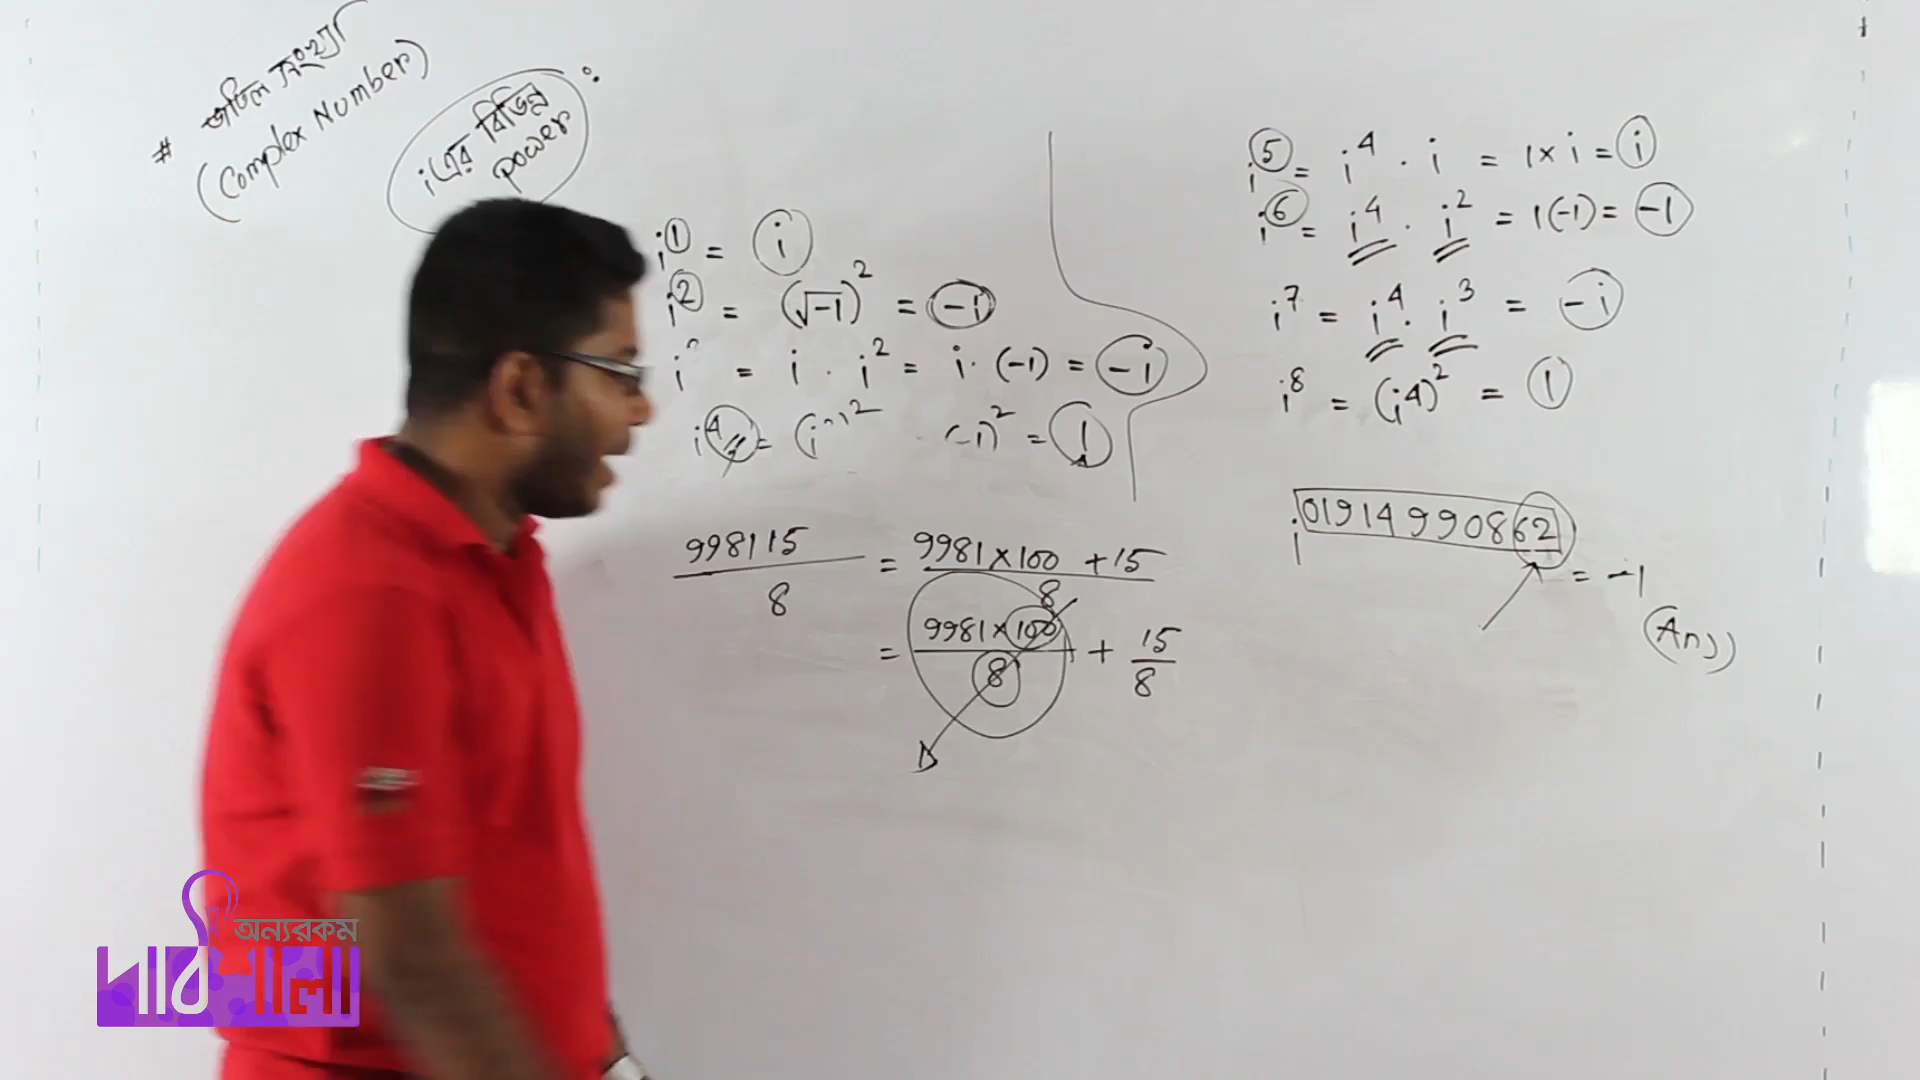 # জটিল সংখ্যা
(Complex Number)
i এর বিভিন্ন power :
i¹ = i
i² = (√-1)² = -1
i = i . i² = i . (-1) = -i
i⁴ = (i )² (-1)² = 1
i⁵ = i⁴ . i = 1 × i = i
i⁶ = i⁴ . i² = 1(-1) = -1
i⁷ = i⁴ . i³ = -i
i⁸ = (i⁴)² = 1
998115/8 = (9981×100 +15)/8
= (9981×100)/8 + 15/8
i^01914990862 = -1
(Ans)
অন্যরকম
পাঠশালা